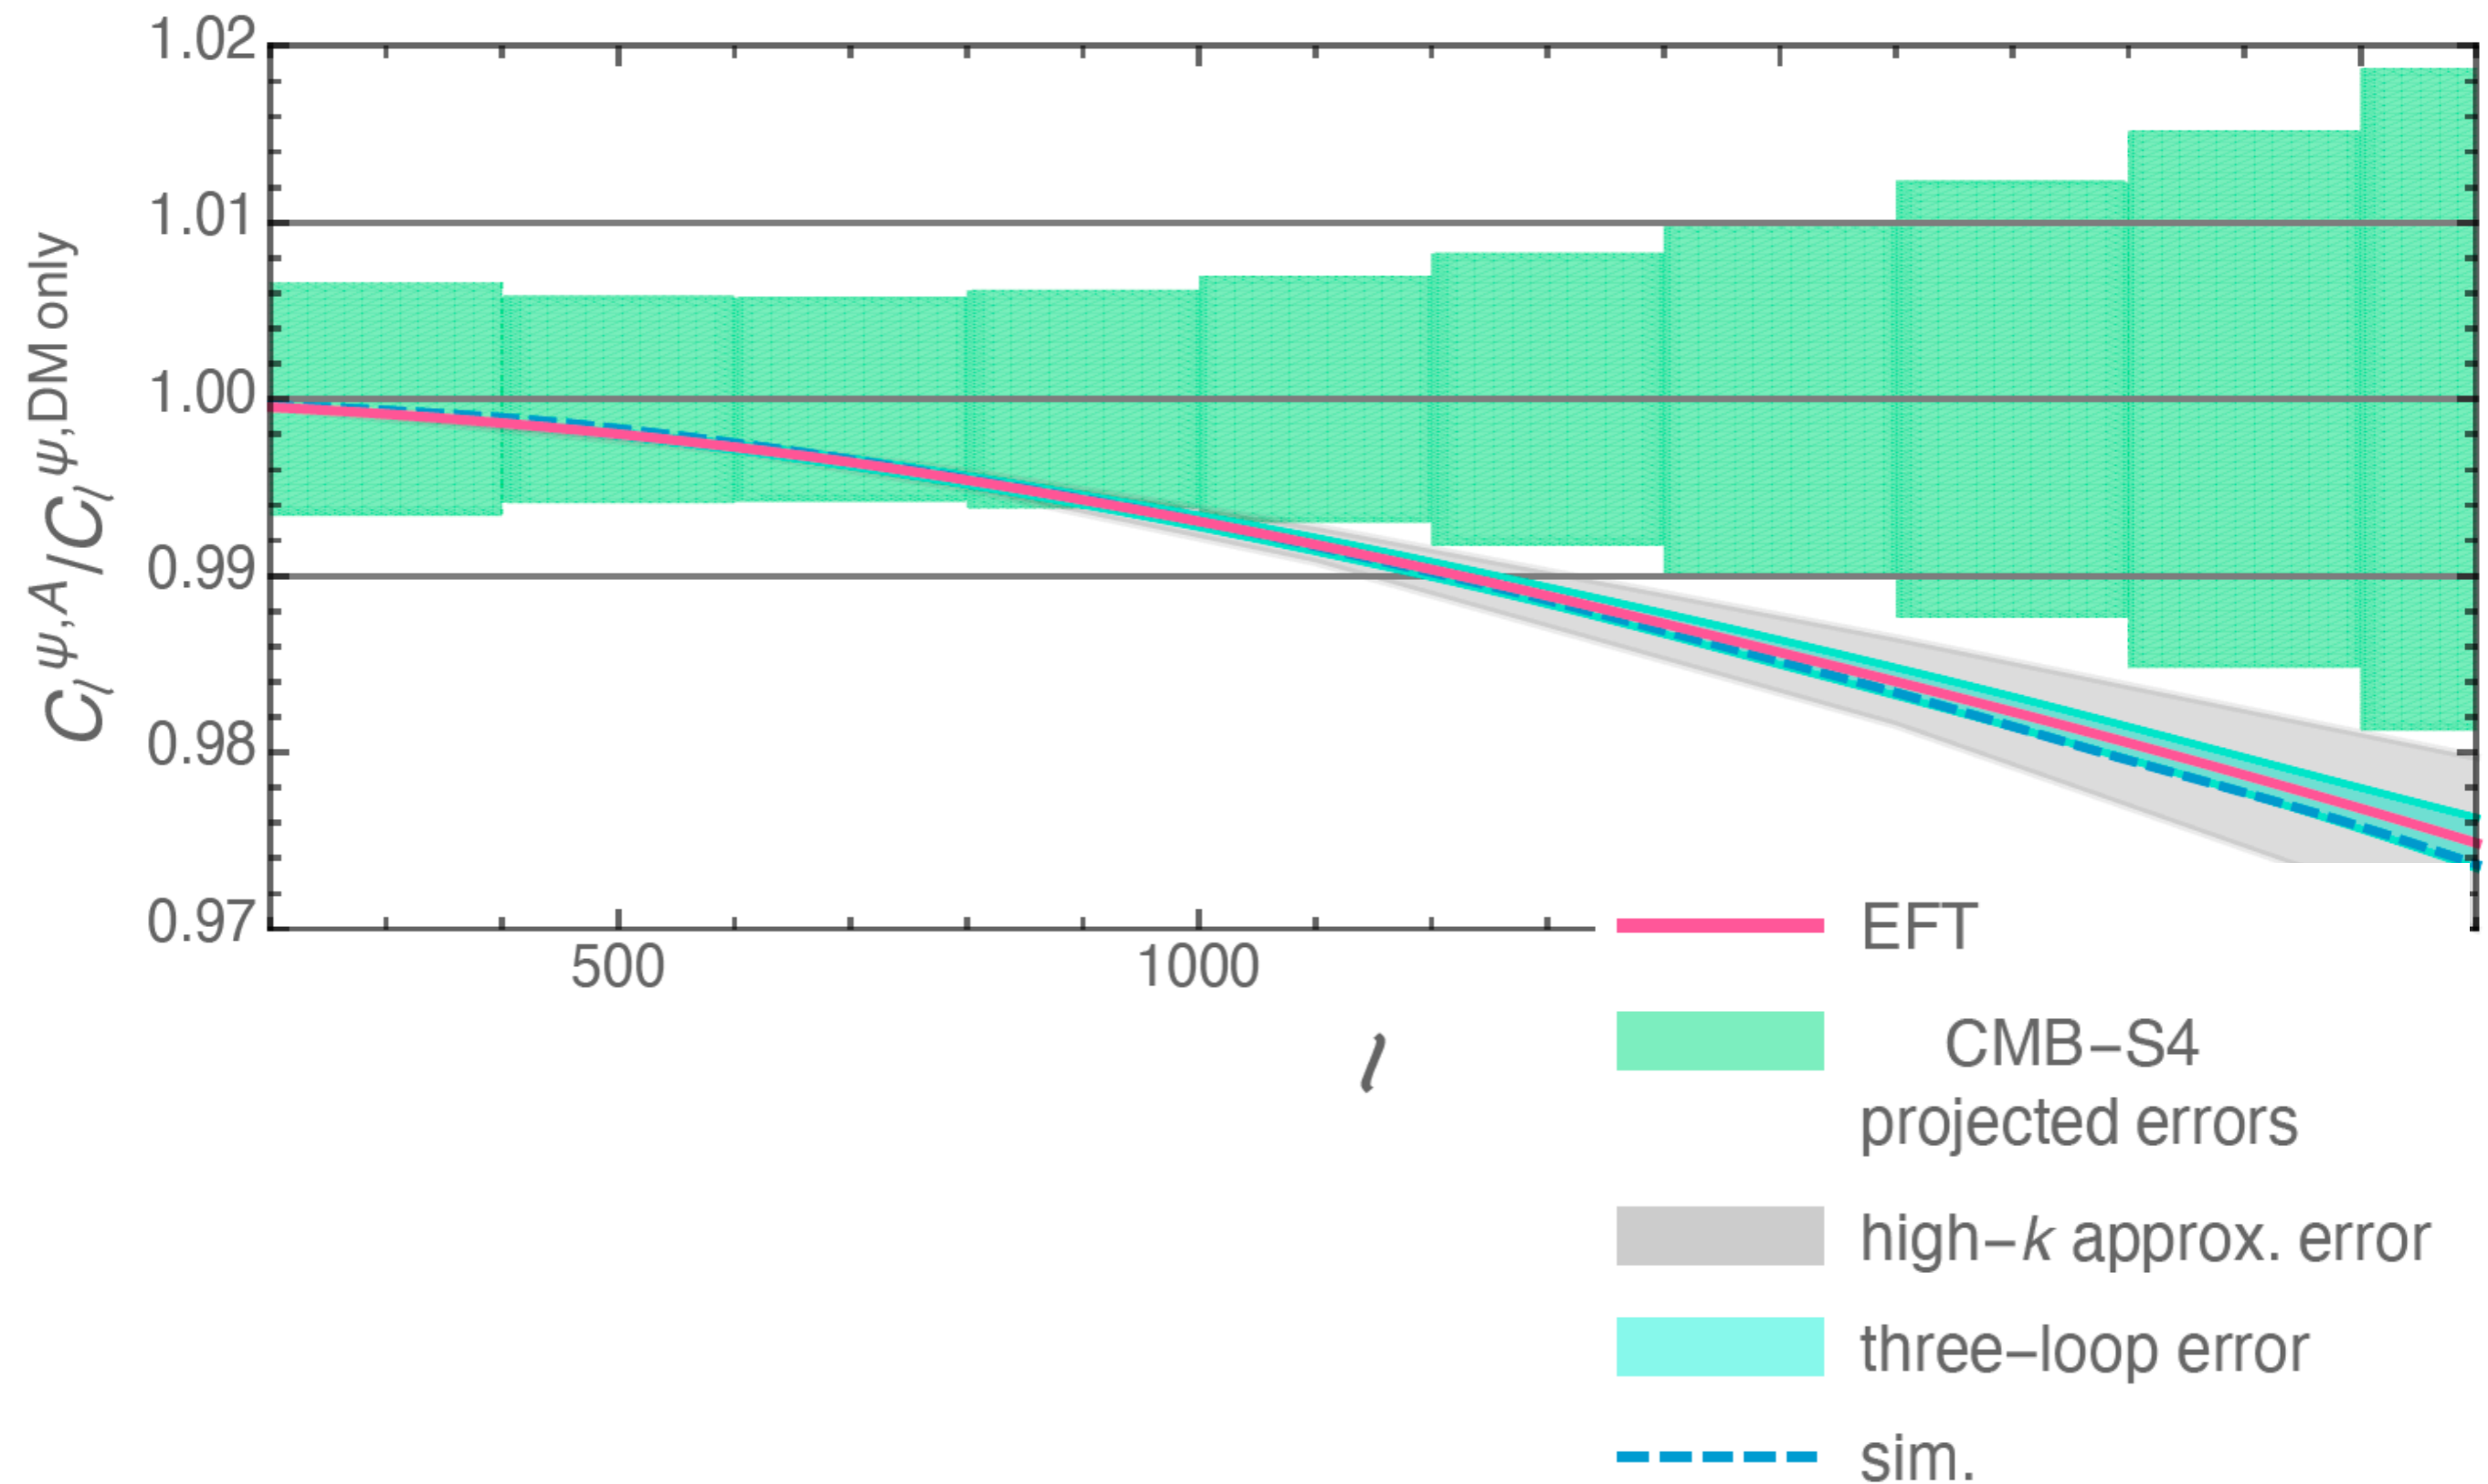 1.02
1.01
1.00
0.99
0.98
0.97
C_l^{ψ,A}/C_l^{ψ,DM only}
500
1000
l
EFT
CMB−S4
projected errors
high−k approx. error
three−loop error
sim.